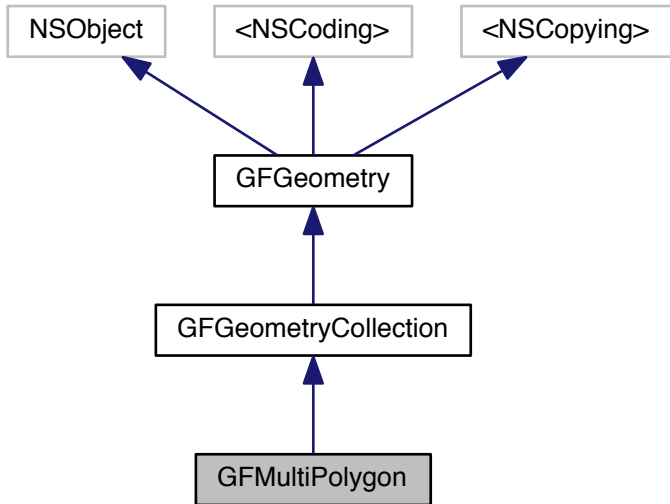 NSObject
<NSCoding>
<NSCopying>
GFGeometry
GFGeometryCollection
GFMultiPolygon